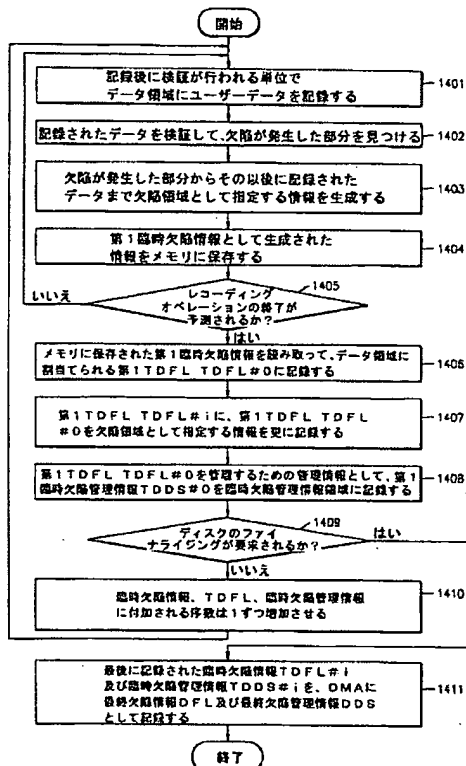 開始
記録後に検証が行われる単位で
データ領域にユーザーデータを記録する
1401
記録されたデータを検証して、欠陥が発生した部分を見つける
1402
欠陥が発生した部分からその以後に記録された
データまで欠陥領域として指定する情報を生成する
1403
第1臨時欠陥情報として生成された
情報をメモリに保存する
1404
1405
レコーディング
オペレーションの終了が
予測されるか?
いいえ
はい
メモリに保存された第1臨時欠陥情報を読み取って、データ領域に
割当てられる第1TDFL TDFL#0に記録する
1406
第1TDFL TDFL#iに、第1TDFL TDFL
#0を欠陥領域として指定する情報を更に記録する
1407
第1TDFL TDFL#0を管理するための管理情報として、第1
臨時欠陥管理情報TDDS#0を臨時欠陥管理情報領域に記録する
1408
1409
ディスクのファイ
ナライジングが要求されるか?
はい
いいえ
臨時欠陥情報、TDFL、臨時欠陥管理情報
に付加される序数は1ずつ増加させる
1410
最後に記録された臨時欠陥情報TDFL#i
及び臨時欠陥管理情報TDDS#iを、DMAに
最終欠陥情報DFL及び最終欠陥管理情報DDS
として記録する
1411
終了